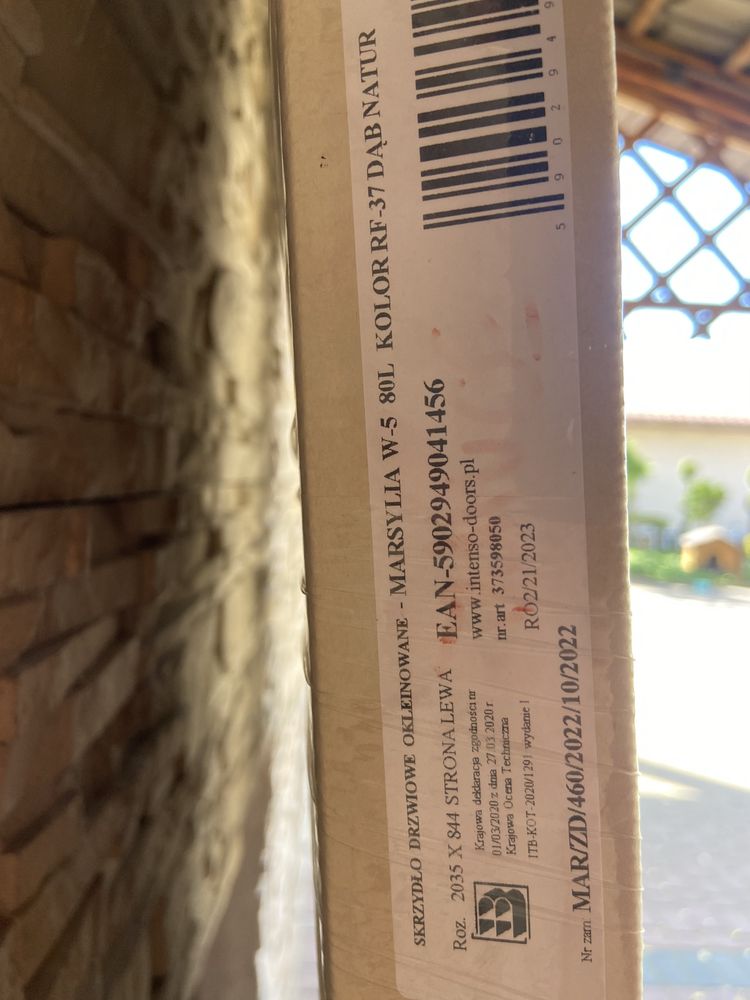 SKRZYDŁO DRZWIOWE OKLEINOWANE - MARSYLIA W-5 80L KOLOR RF-37 DĄB NATUR
Roz. 2035 X 844 STRONA LEWA EAN-5902949041456
www.intenso-doors.pl
nr.art 373598050
RO2/21/2023
Krajowa deklaracja zgodności nr
01/03/2020 z dnia 27.03.2020 r.
Krajowa Ocena Techniczna
ITB-KOT-2020/1291 wydanie 1
Nr zam MAR/ZD/460/2022/10/2022
5 902949